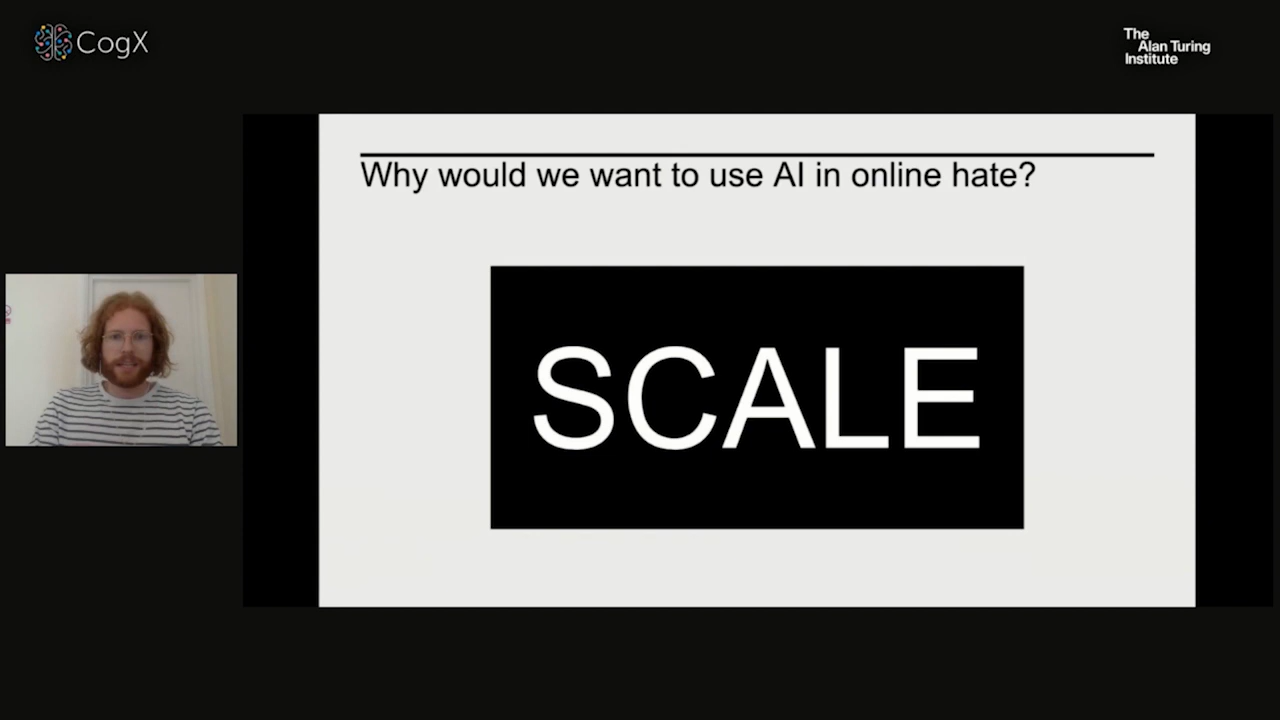 CogX
The
Alan Turing
Institute
Why would we want to use AI in online hate?
SCALE